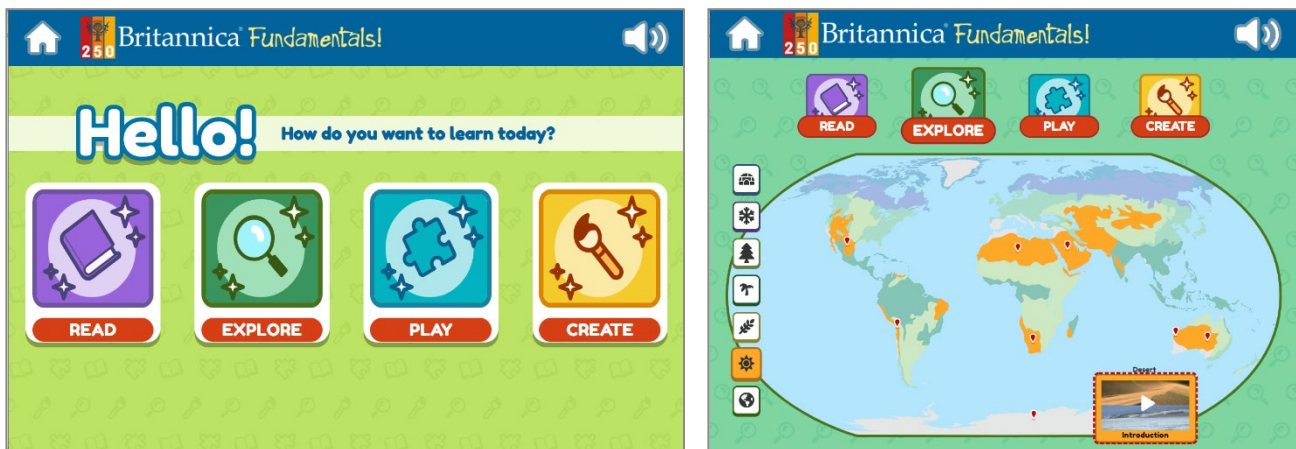 250 Britannica Fundamentals!
Hello! How do you want to learn today?
READ EXPLORE PLAY CREATE
250 Britannica Fundamentals!
READ EXPLORE PLAY CREATE
Desert
Introduction